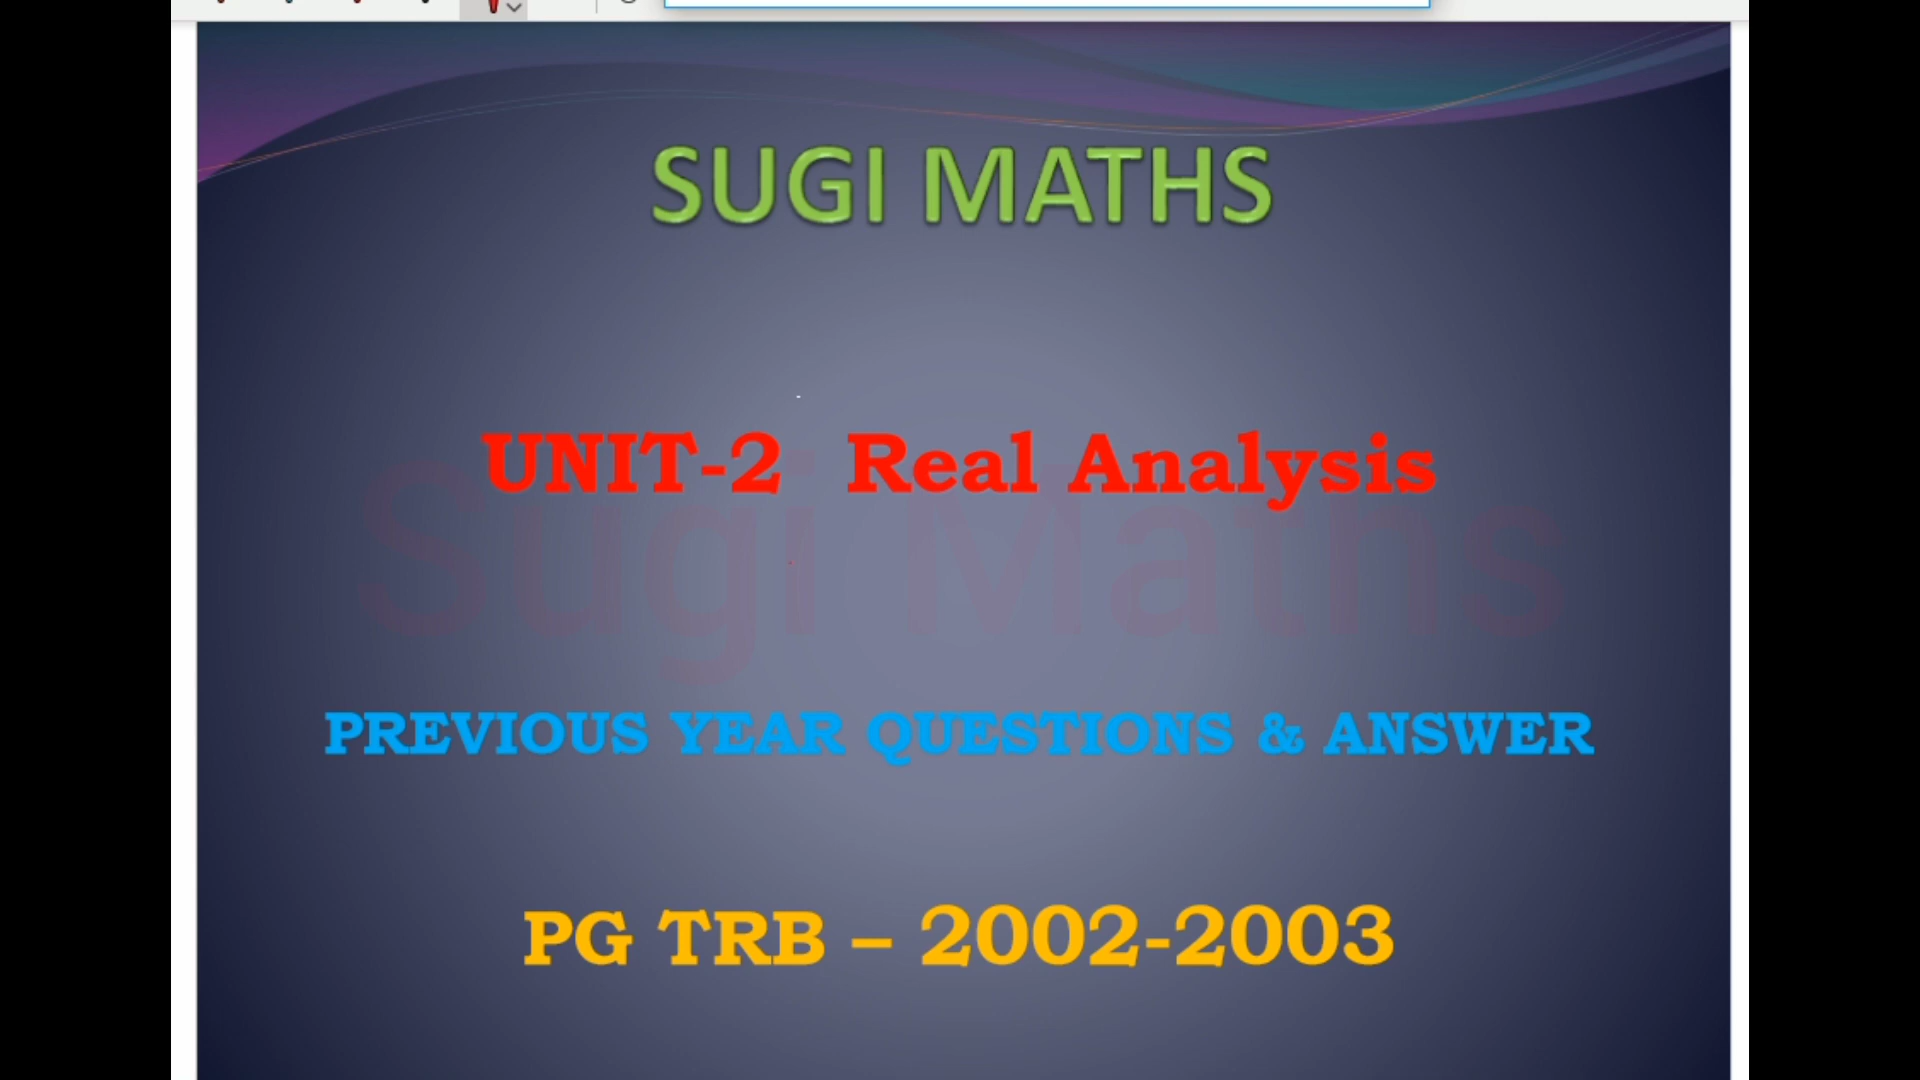 SUGI MATHS
UNIT-2 Real Analysis
Sugi Maths
PREVIOUS YEAR QUESTIONS & ANSWER
PG TRB – 2002-2003